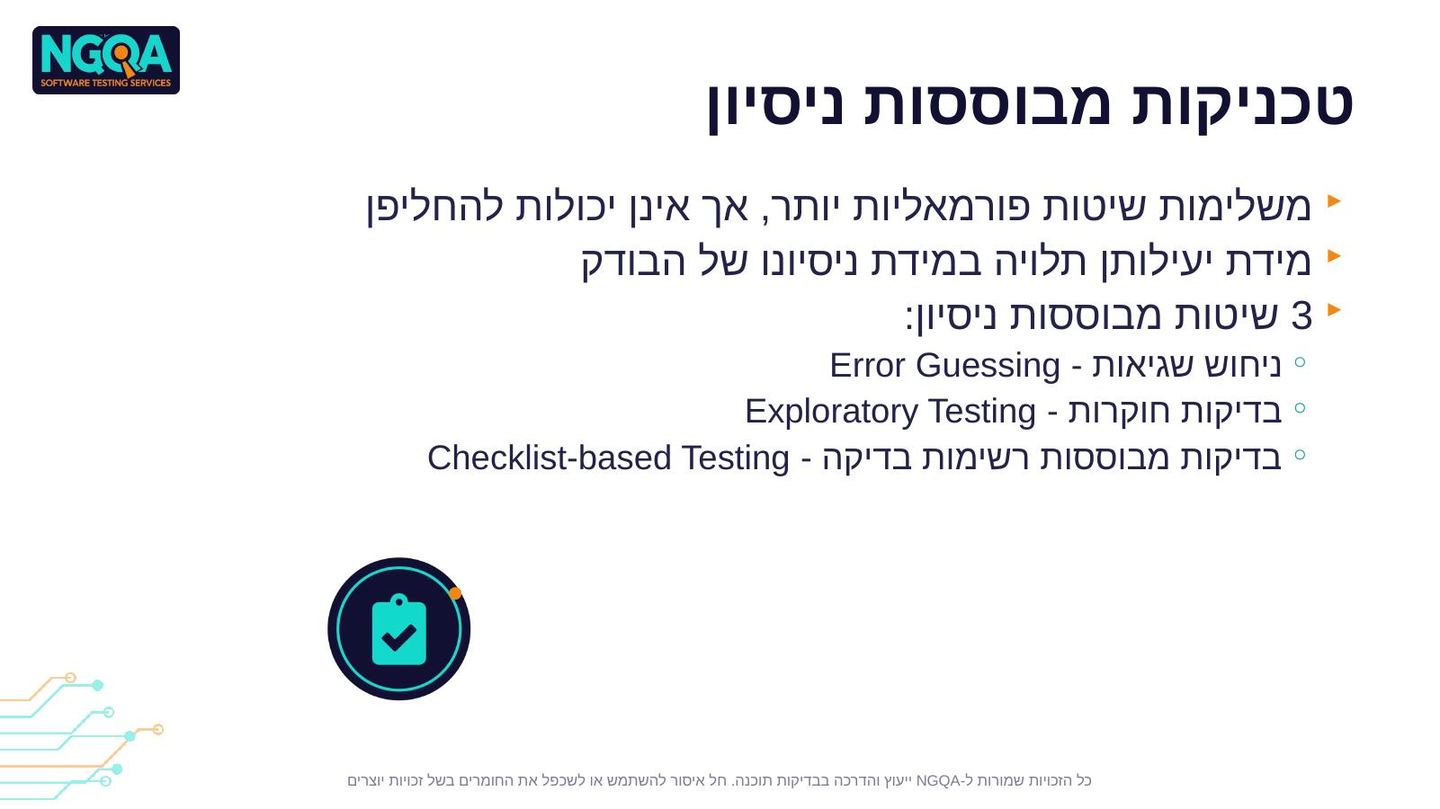 NGQA
SOFTWARE TESTING SERVICES
טכניקות מבוססות ניסיון
משלימות שיטות פורמאליות יותר, אך אינן יכולות להחליפן
מידת יעילותן תלויה במידת ניסיונו של הבודק
3 שיטות מבוססות ניסיון:
ניחוש שגיאות - Error Guessing
בדיקות חוקרות - Exploratory Testing
בדיקות מבוססות רשימות בדיקה - Checklist-based Testing
כל הזכויות שמורות ל-NGQA ייעוץ והדרכה בבדיקות תוכנה. חל איסור להשתמש או לשכפל את החומרים בשל זכויות יוצרים